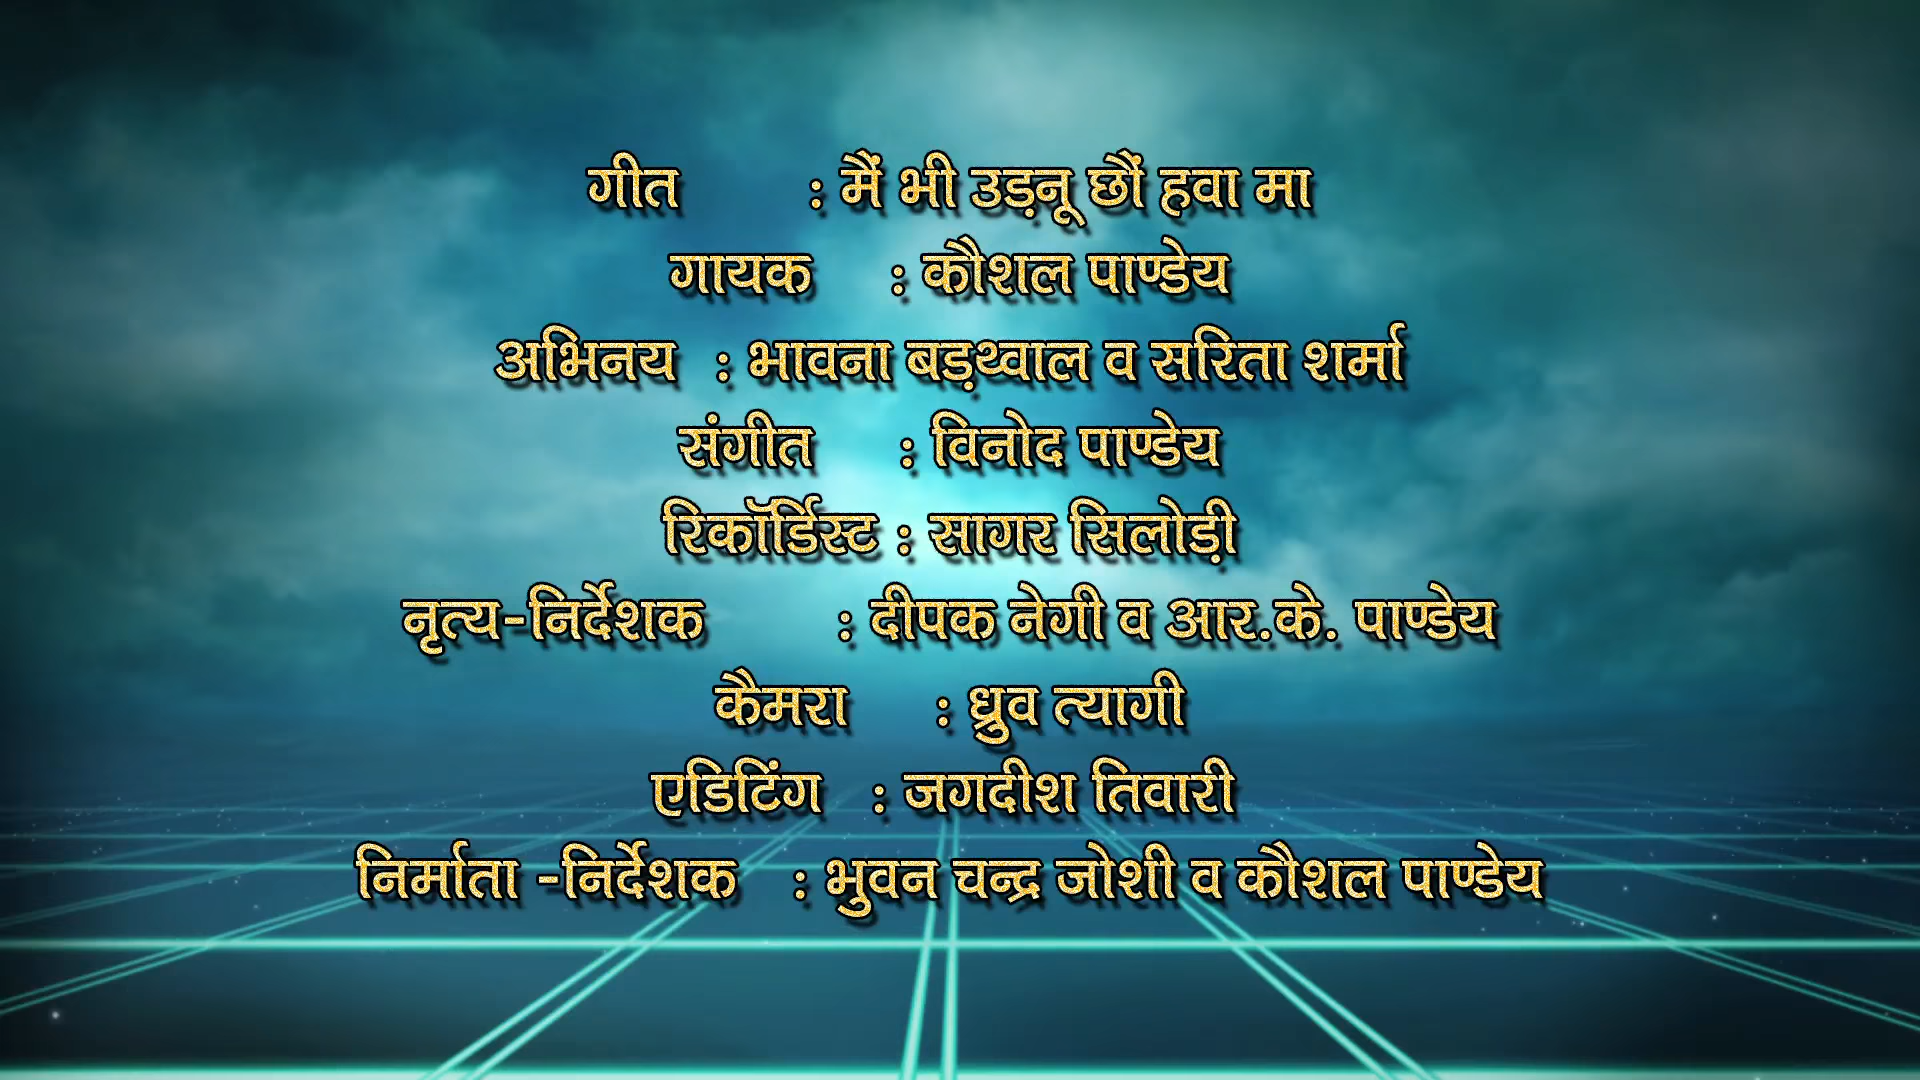 गीत : मैं भी उड़नू छौं हवा मा
गायक : कौशल पाण्डेय
अभिनय : भावना बड़थ्वाल व सरिता शर्मा
संगीत : विनोद पाण्डेय
रिकॉर्डिस्ट : सागर सिलोड़ी
नृत्य-निर्देशक : दीपक नेगी व आर.के. पाण्डेय
कैमरा : ध्रुव त्यागी
एडिटिंग : जगदीश तिवारी
निर्माता -निर्देशक : भुवन चन्द्र जोशी व कौशल पाण्डेय